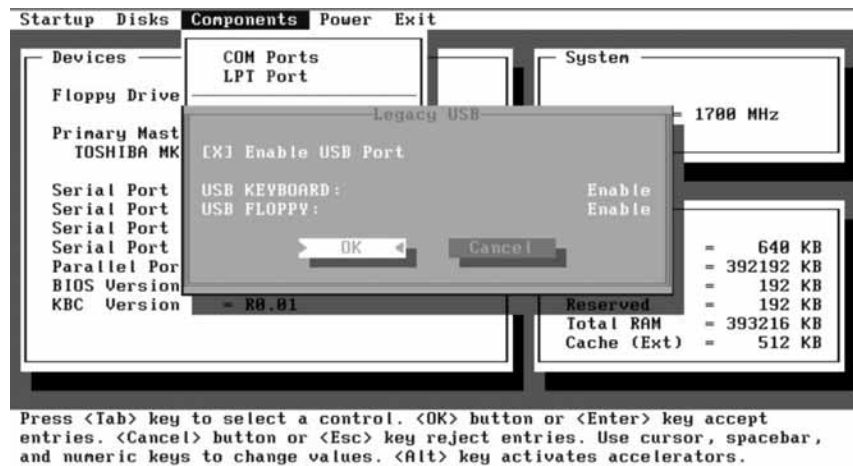 Startup Disks Components Power Exit
Devices
COM Ports
LPT Port
System
Floppy Drive
= 1700 MHz
Legacy USB
Primary Mast
TOSHIBA MK
[X] Enable USB Port
Serial Port
USB KEYBOARD: Enable
Serial Port
USB FLOPPY: Enable
Serial Port
Serial Port
OK Cancel
= 640 KB
Parallel Por
= 392192 KB
BIOS Version
= 192 KB
KBC Version = R0.01
Reserved = 192 KB
Total RAM = 393216 KB
Cache (Ext) = 512 KB
Press <Tab> key to select a control. <OK> button or <Enter> key accept
entries. <Cancel> button or <Esc> key reject entries. Use cursor, spacebar,
and numeric keys to change values. <Alt> key activates accelerators.